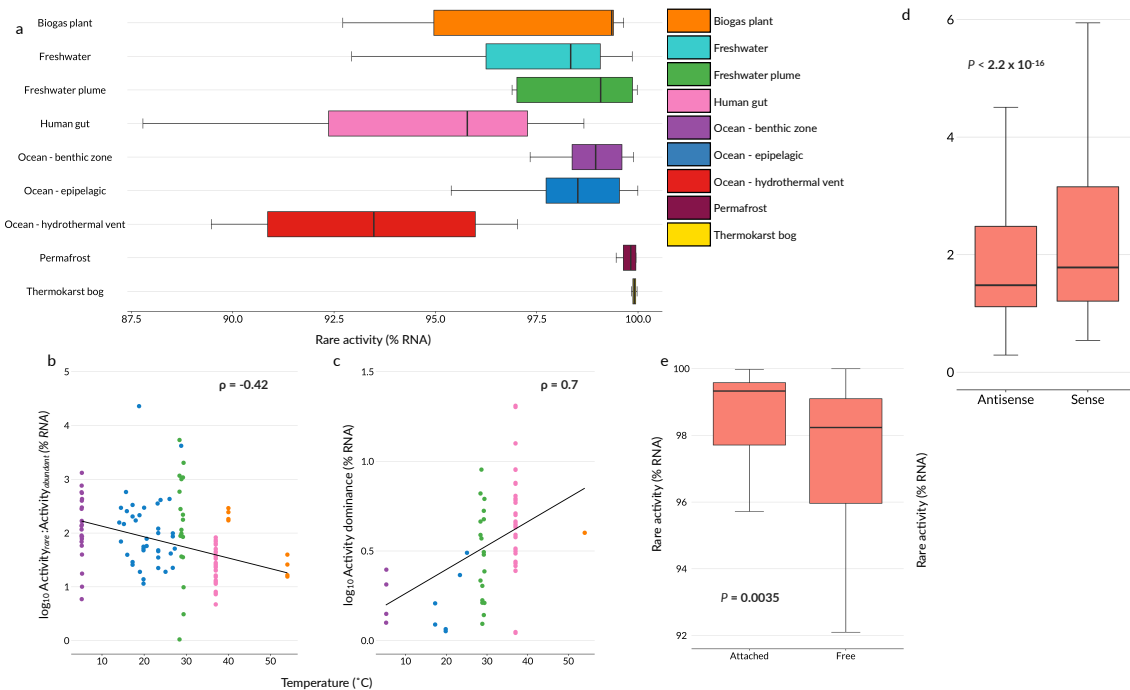 a
Biogas plant
Freshwater
Freshwater plume
Human gut
Ocean - benthic zone
Ocean - epipelagic
Ocean - hydrothermal vent
Permafrost
Thermokarst bog
87.5 90.0 92.5 95.0 97.5 100.0
Rare activity (% RNA)
Biogas plant
Freshwater
Freshwater plume
Human gut
Ocean - benthic zone
Ocean - epipelagic
Ocean - hydrothermal vent
Permafrost
Thermokarst bog
d
6
4
2
0
P < 2.2 x 10-16
Antisense Sense
Rare activity (% RNA)
b
ρ = -0.42
5
4
3
2
1
0
log10 Activityrare :Activityabundant (% RNA)
10 20 30 40 50
c
ρ = 0.7
1.5
1.0
0.5
0.0
log10 Activity dominance (% RNA)
10 20 30 40 50
Temperature (˚C)
e
100
98
96
94
92
Rare activity (% RNA)
P = 0.0035
Attached Free